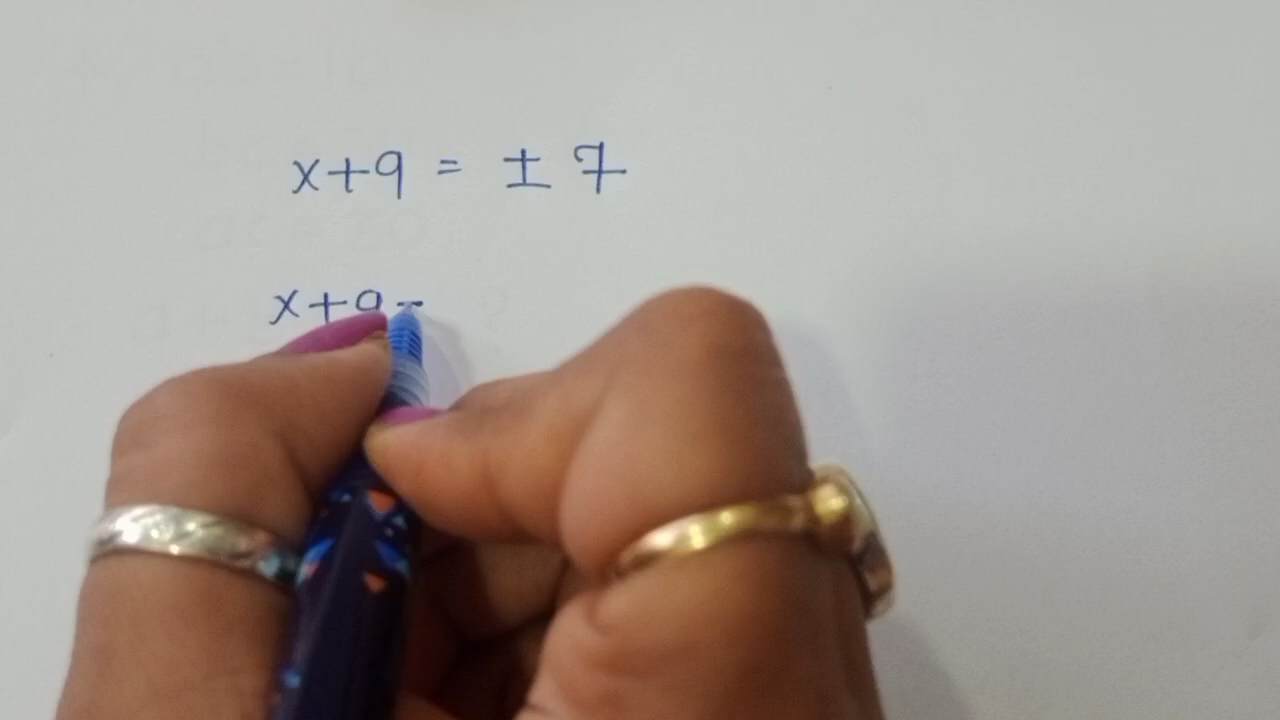 x+9 = ± 7
x+9 -